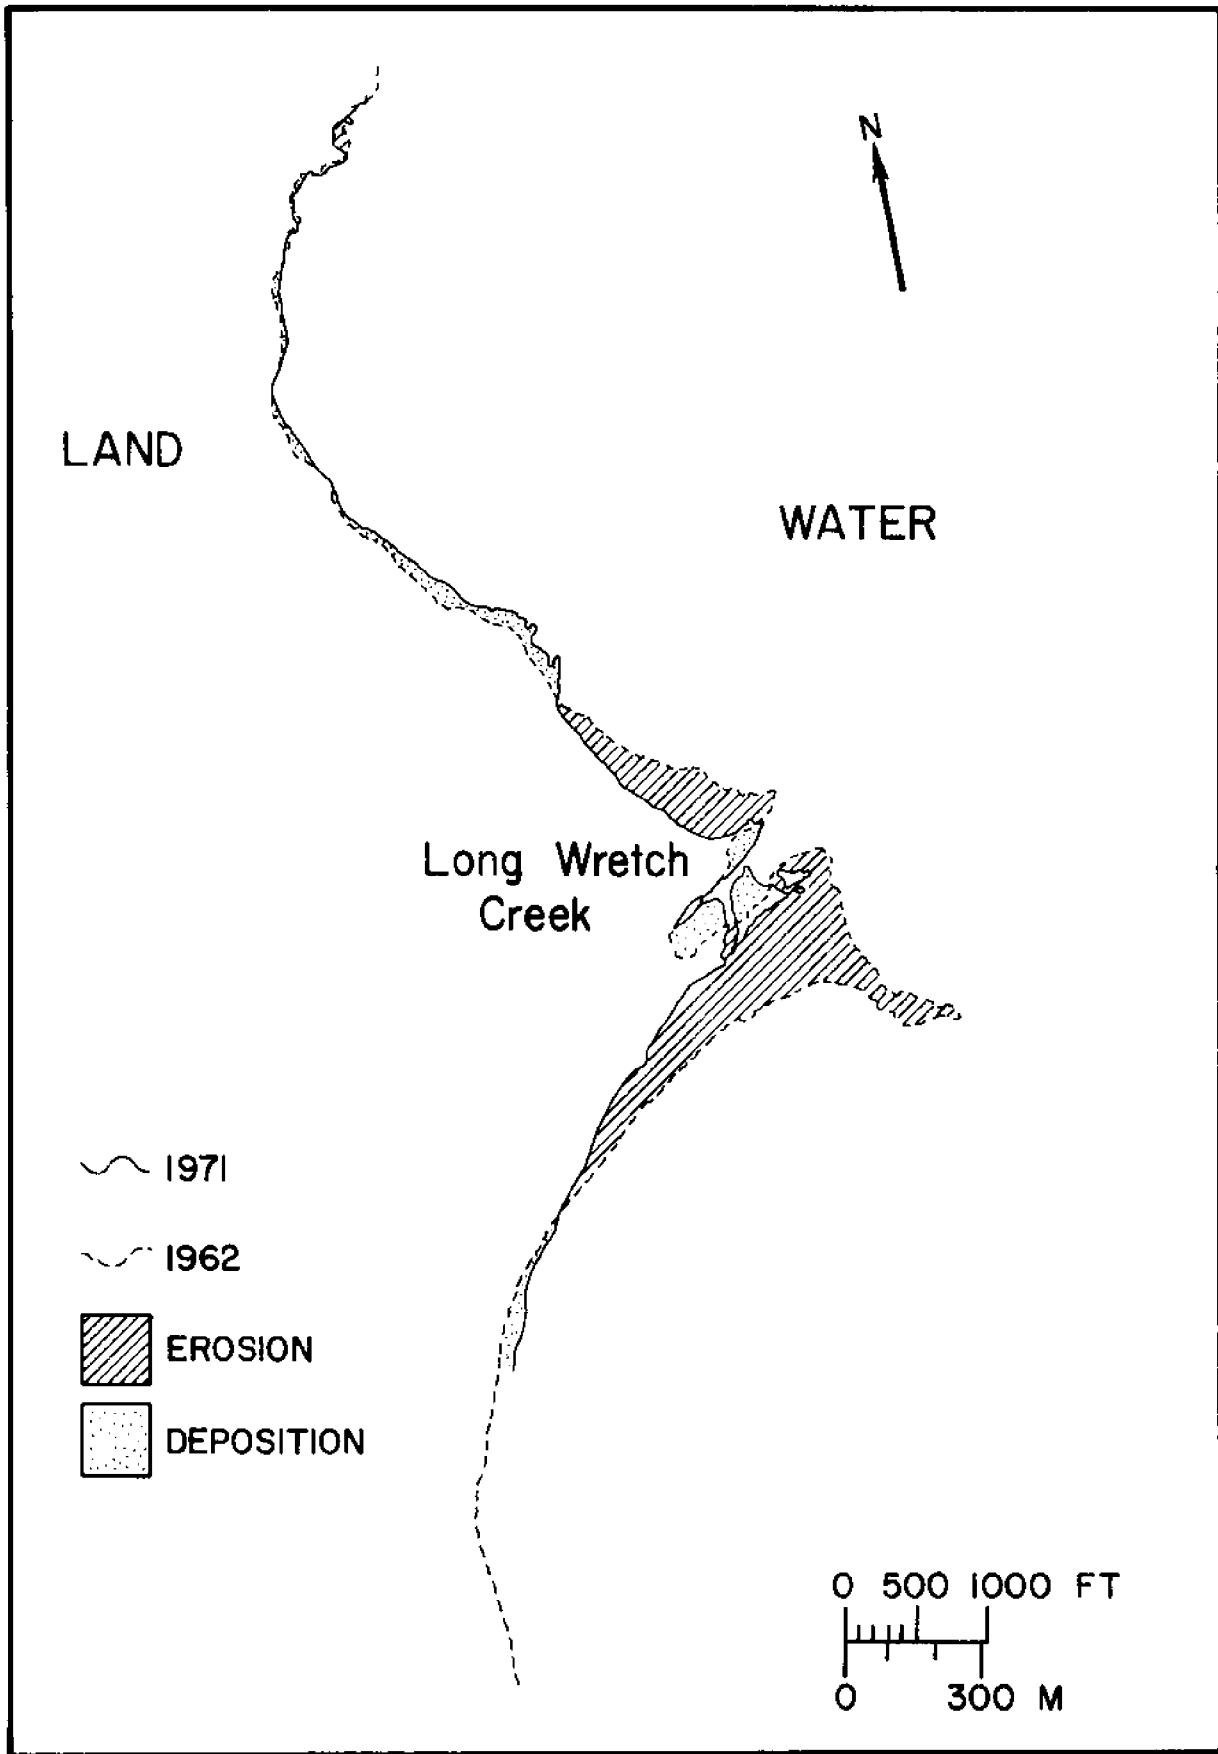 N
LAND
WATER
Long Wretch
Creek
1971
1962
EROSION
DEPOSITION
0 500 1000 FT
0 300 M